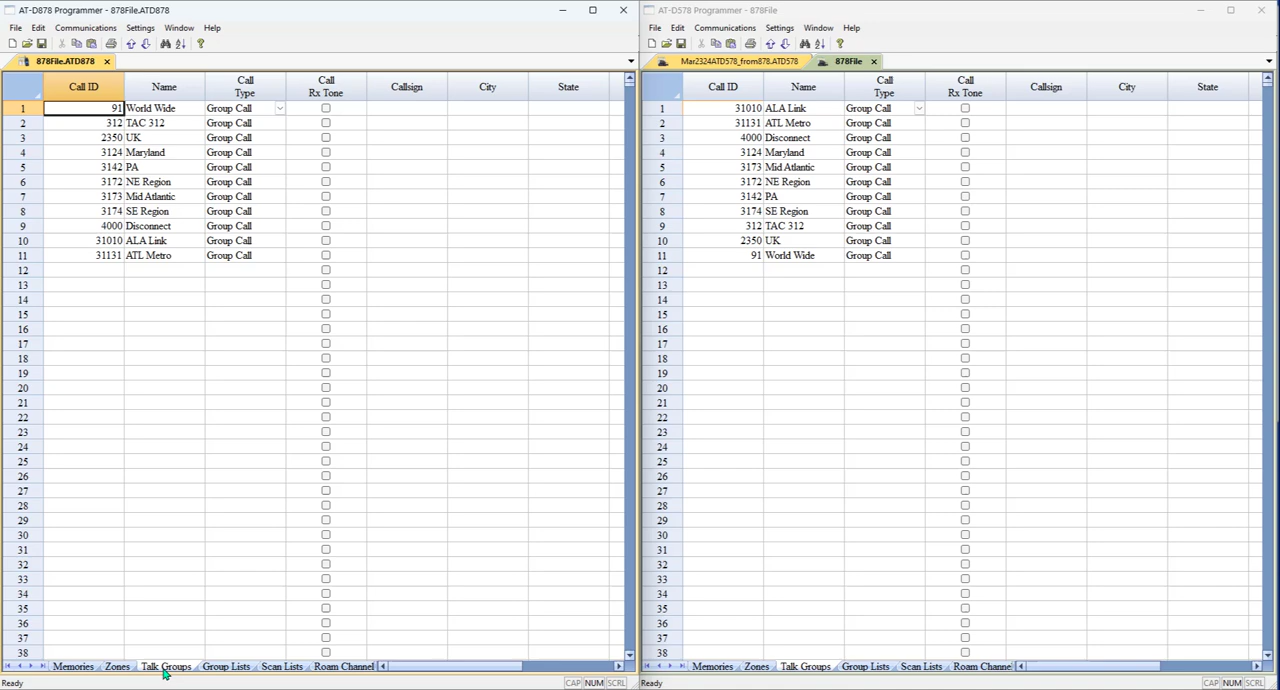 AT-D878 Programmer - 878File.ATD878
File Edit Communications Settings Window Help
878File.ATD878
Call ID Name Call Type Call Rx Tone Callsign City State
1 91 World Wide Group Call
2 312 TAC 312 Group Call
3 2350 UK Group Call
4 3124 Maryland Group Call
5 3142 PA Group Call
6 3172 NE Region Group Call
7 3173 Mid Atlantic Group Call
8 3174 SE Region Group Call
9 4000 Disconnect Group Call
10 31010 ALA Link Group Call
11 31131 ATL Metro Group Call
12
13
14
15
16
17
18
19
20
21
22
23
24
25
26
27
28
29
30
31
32
33
34
35
36
37
38
Memories Zones Talk Groups Group Lists Scan Lists Roam Channel
Ready CAP NUM SCRL
AT-D578 Programmer - 878File
File Edit Communications Settings Window Help
Mar2324ATD578_from878.ATD578 878File
Call ID Name Call Type Call Rx Tone Callsign City State
1 31010 ALA Link Group Call
2 31131 ATL Metro Group Call
3 4000 Disconnect Group Call
4 3124 Maryland Group Call
5 3173 Mid Atlantic Group Call
6 3172 NE Region Group Call
7 3142 PA Group Call
8 3174 SE Region Group Call
9 312 TAC 312 Group Call
10 2350 UK Group Call
11 91 World Wide Group Call
12
13
14
15
16
17
18
19
20
21
22
23
24
25
26
27
28
29
30
31
32
33
34
35
36
37
38
Memories Zones Talk Groups Group Lists Scan Lists Roam Channe
Ready CAP NUM SCRL